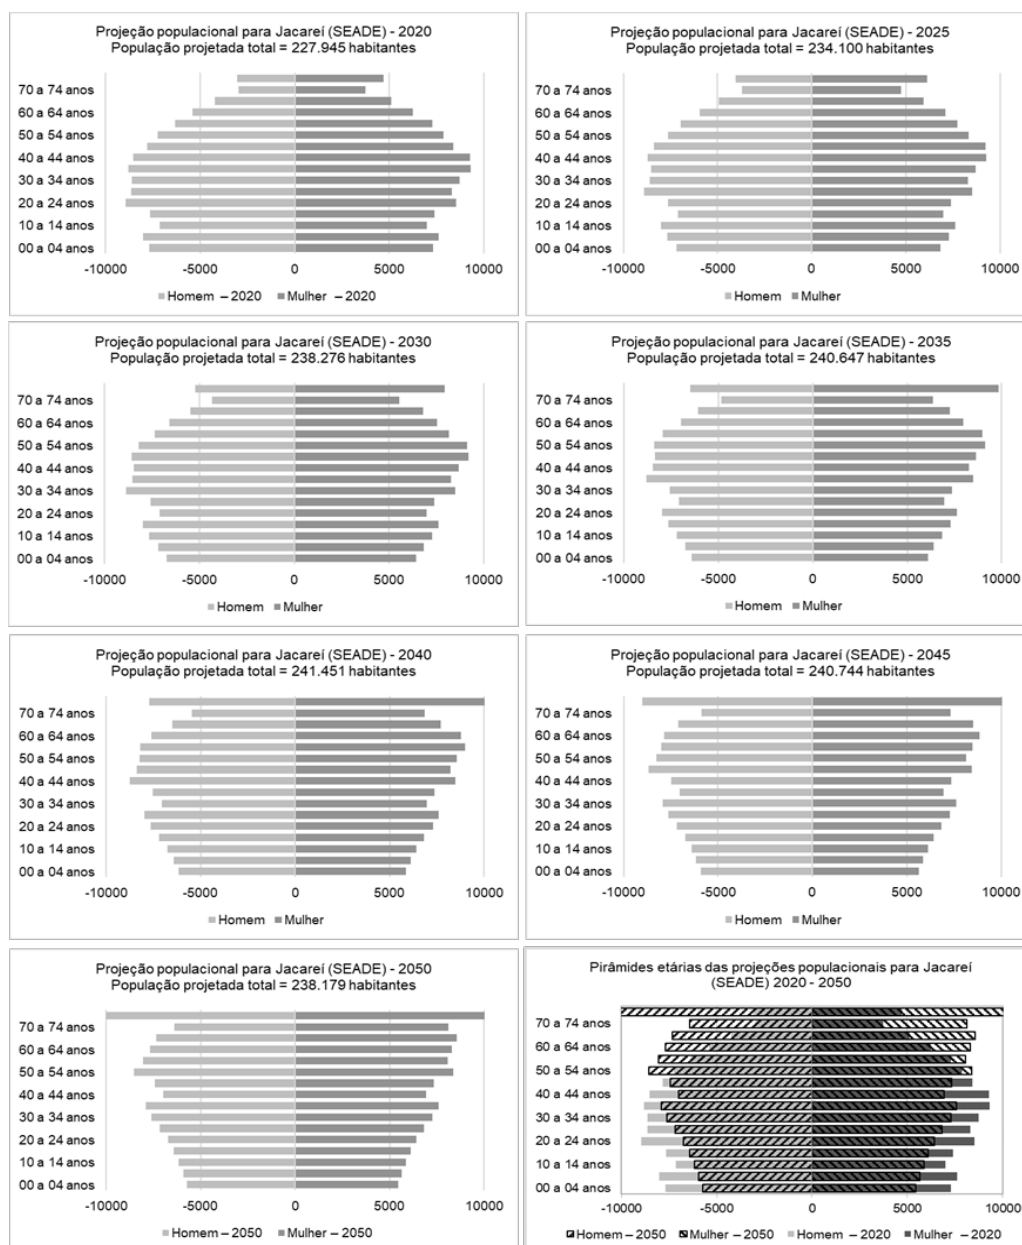 Projeção populacional para Jacareí (SEADE) - 2020
População projetada total = 227.945 habitantes
70 a 74 anos
60 a 64 anos
50 a 54 anos
40 a 44 anos
30 a 34 anos
20 a 24 anos
10 a 14 anos
00 a 04 anos
-10000 -5000 0 5000 10000
Homem – 2020 Mulher – 2020
Projeção populacional para Jacareí (SEADE) - 2025
População projetada total = 234.100 habitantes
70 a 74 anos
60 a 64 anos
50 a 54 anos
40 a 44 anos
30 a 34 anos
20 a 24 anos
10 a 14 anos
00 a 04 anos
-10000 -5000 0 5000 10000
Homem Mulher
Projeção populacional para Jacareí (SEADE) - 2030
População projetada total = 238.276 habitantes
70 a 74 anos
60 a 64 anos
50 a 54 anos
40 a 44 anos
30 a 34 anos
20 a 24 anos
10 a 14 anos
00 a 04 anos
-10000 -5000 0 5000 10000
Homem Mulher
Projeção populacional para Jacareí (SEADE) - 2035
População projetada total = 240.647 habitantes
70 a 74 anos
60 a 64 anos
50 a 54 anos
40 a 44 anos
30 a 34 anos
20 a 24 anos
10 a 14 anos
00 a 04 anos
-10000 -5000 0 5000 10000
Homem Mulher
Projeção populacional para Jacareí (SEADE) - 2040
População projetada total = 241.451 habitantes
70 a 74 anos
60 a 64 anos
50 a 54 anos
40 a 44 anos
30 a 34 anos
20 a 24 anos
10 a 14 anos
00 a 04 anos
-10000 -5000 0 5000 10000
Homem Mulher
Projeção populacional para Jacareí (SEADE) - 2045
População projetada total = 240.744 habitantes
70 a 74 anos
60 a 64 anos
50 a 54 anos
40 a 44 anos
30 a 34 anos
20 a 24 anos
10 a 14 anos
00 a 04 anos
-10000 -5000 0 5000 10000
Homem Mulher
Projeção populacional para Jacareí (SEADE) - 2050
População projetada total = 238.179 habitantes
70 a 74 anos
60 a 64 anos
50 a 54 anos
40 a 44 anos
30 a 34 anos
20 a 24 anos
10 a 14 anos
00 a 04 anos
-10000 -5000 0 5000 10000
Homem – 2050 Mulher – 2050
Pirâmides etárias das projeções populacionais para Jacareí
(SEADE) 2020 - 2050
70 a 74 anos
60 a 64 anos
50 a 54 anos
40 a 44 anos
30 a 34 anos
20 a 24 anos
10 a 14 anos
00 a 04 anos
-10000 -5000 0 5000 10000
Homem – 2050 Mulher – 2050 Homem – 2020 Mulher – 2020